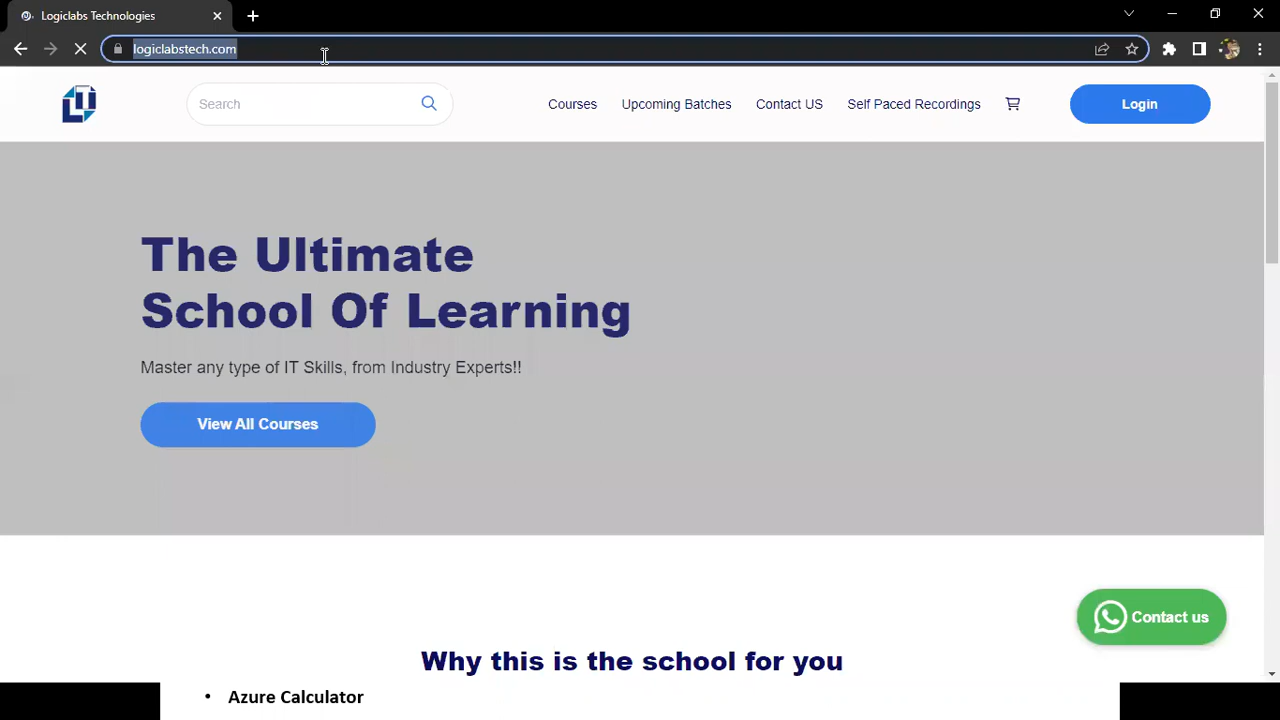 Logiclabs Technologies
logiclabstech.com
Search
Courses
Upcoming Batches
Contact US
Self Paced Recordings
Login
The Ultimate
School Of Learning
Master any type of IT Skills, from Industry Experts!!
View All Courses
Contact us
Why this is the school for you
• Azure Calculator